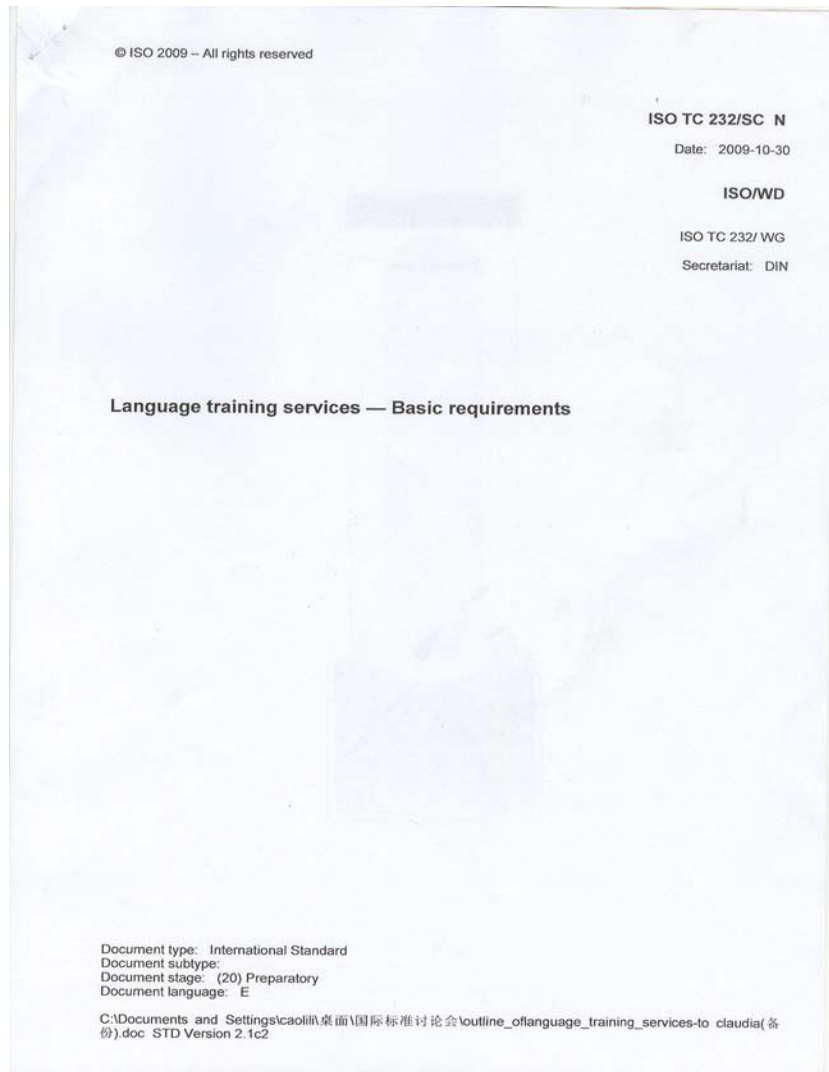 © ISO 2009 – All rights reserved
ISO TC 232/SC N
Date: 2009-10-30
ISO/WD
ISO TC 232/ WG
Secretariat: DIN
Language training services — Basic requirements
Document type: International Standard
Document subtype:
Document stage: (20) Preparatory
Document language: E
C:\Documents and Settings\caolili\桌面\国际标准讨论会\outline_oflanguage_training_services-to claudia(备
份).doc STD Version 2.1c2